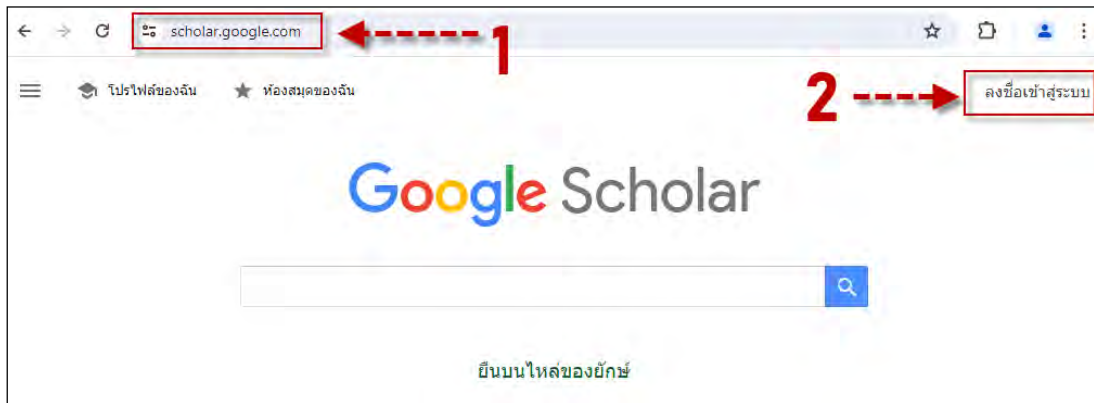 scholar.google.com
1
โปรไฟล์ของฉัน ห้องสมุดของฉัน
2
ลงชื่อเข้าสู่ระบบ
Google Scholar
ยืนบนไหล่ของยักษ์